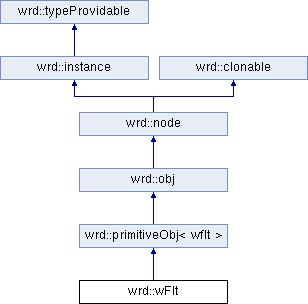 wrd::typeProvidable
wrd::instance
wrd::clonable
wrd::node
wrd::obj
wrd::primitiveObj< wflt >
wrd::wFlt